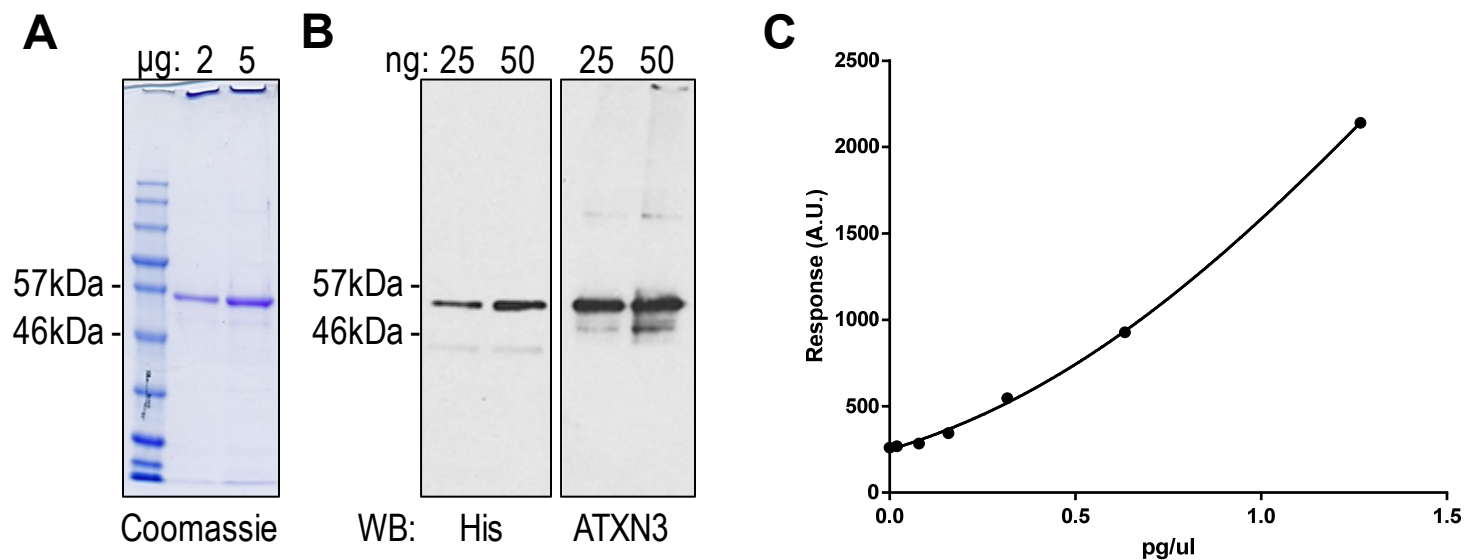 A
µg: 2 5
57kDa -
46kDa -
Coomassie
B
ng: 25 50 25 50
57kDa -
46kDa -
WB: His ATXN3
C
2500
2000
1500
1000
500
0
Response (A.U.)
0.0 0.5 1.0 1.5
pg/ul